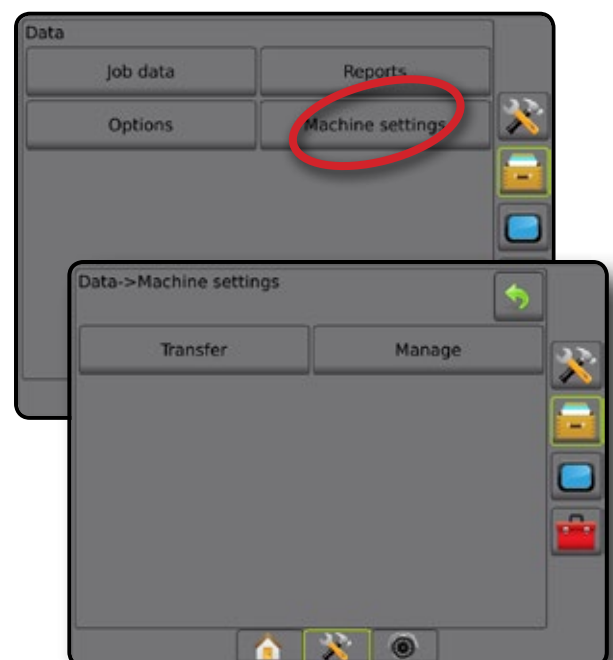 Data
Job data Reports
Options Machine settings
Data->Machine settings
Transfer Manage